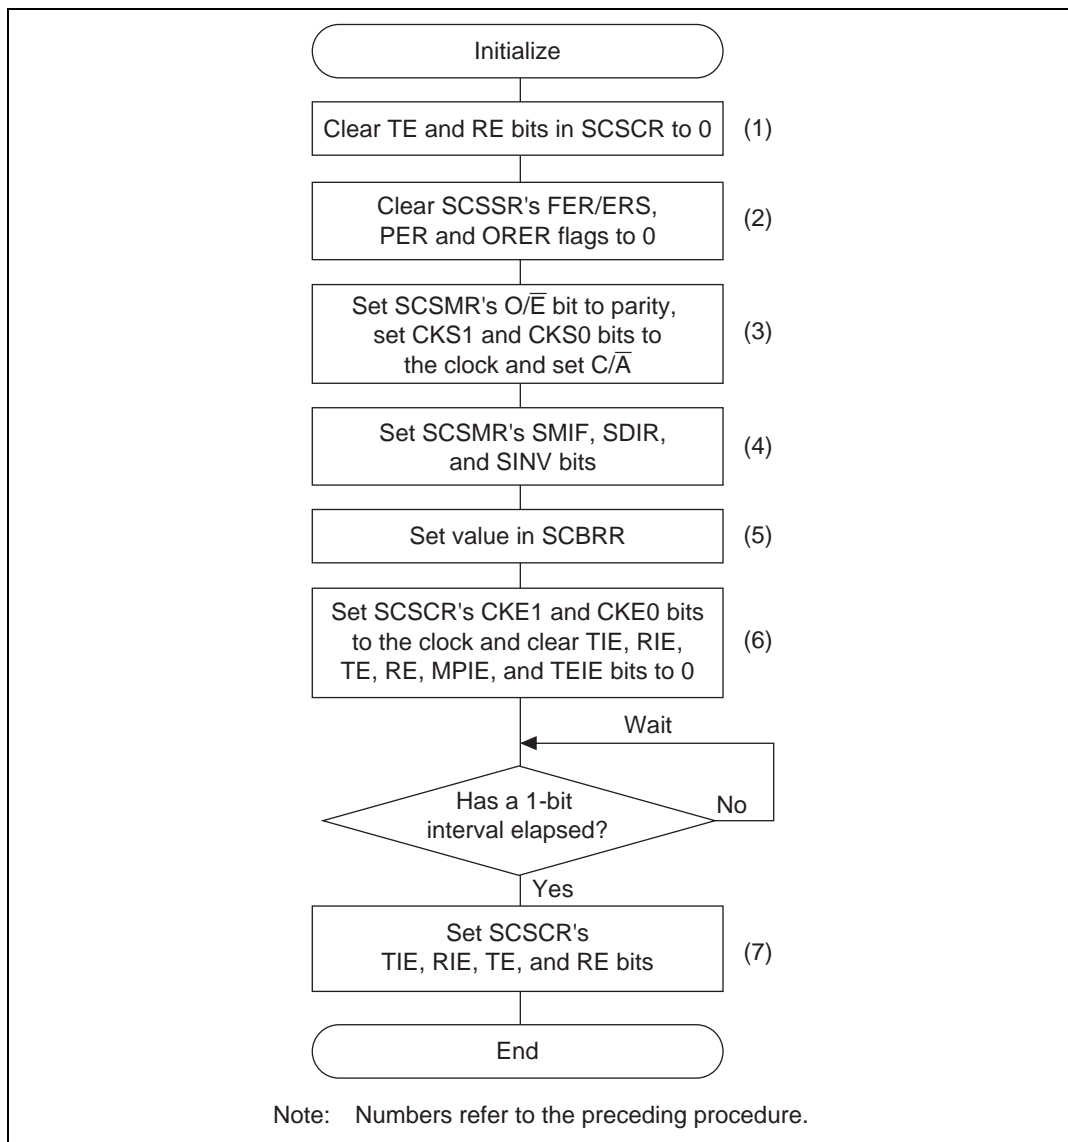 Initialize
Clear TE and RE bits in SCSCR to 0 (1)
Clear SCSSR's FER/ERS,
PER and ORER flags to 0
(2)
Set SCSMR's O/E̅ bit to parity,
set CKS1 and CKS0 bits to
the clock and set C/A̅
(3)
Set SCSMR's SMIF, SDIR,
and SINV bits
(4)
Set value in SCBRR (5)
Set SCSCR's CKE1 and CKE0 bits
to the clock and clear TIE, RIE,
TE, RE, MPIE, and TEIE bits to 0
(6)
Wait
Has a 1-bit
interval elapsed?
No
Yes
Set SCSCR's
TIE, RIE, TE, and RE bits
(7)
End
Note: Numbers refer to the preceding procedure.